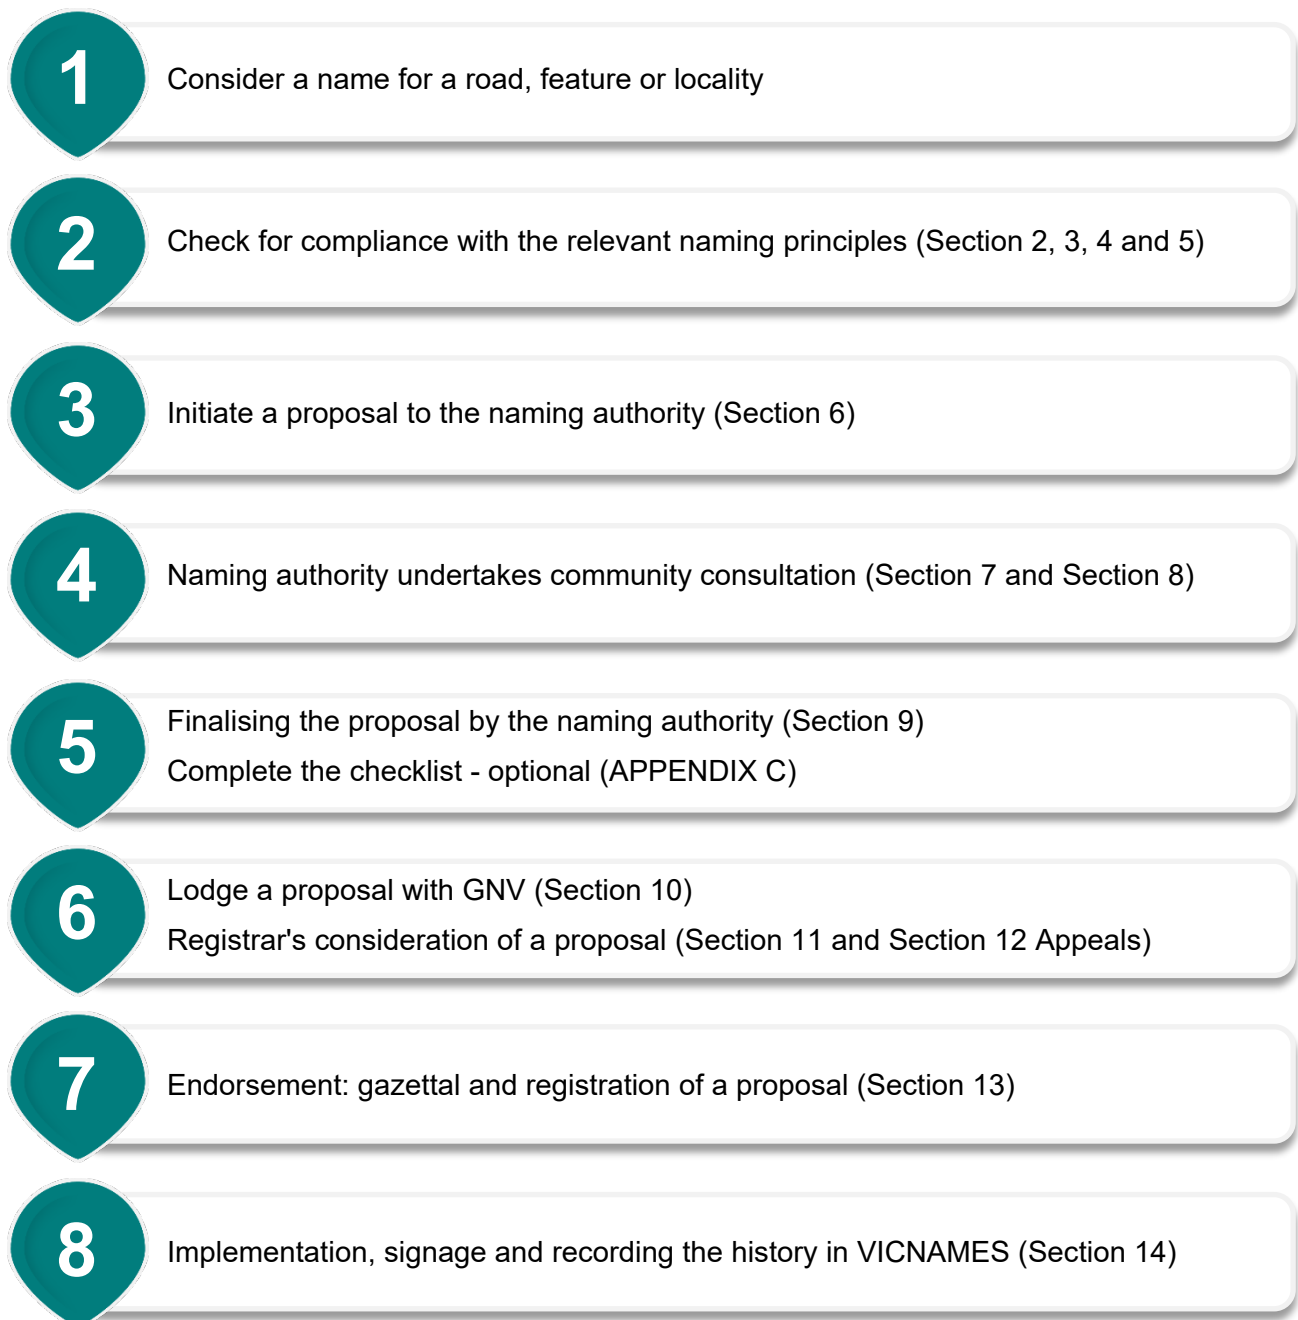 1
Consider a name for a road, feature or locality
2
Check for compliance with the relevant naming principles (Section 2, 3, 4 and 5)
3
Initiate a proposal to the naming authority (Section 6)
4
Naming authority undertakes community consultation (Section 7 and Section 8)
5
Finalising the proposal by the naming authority (Section 9)
Complete the checklist - optional (APPENDIX C)
6
Lodge a proposal with GNV (Section 10)
Registrar's consideration of a proposal (Section 11 and Section 12 Appeals)
7
Endorsement: gazettal and registration of a proposal (Section 13)
8
Implementation, signage and recording the history in VICNAMES (Section 14)